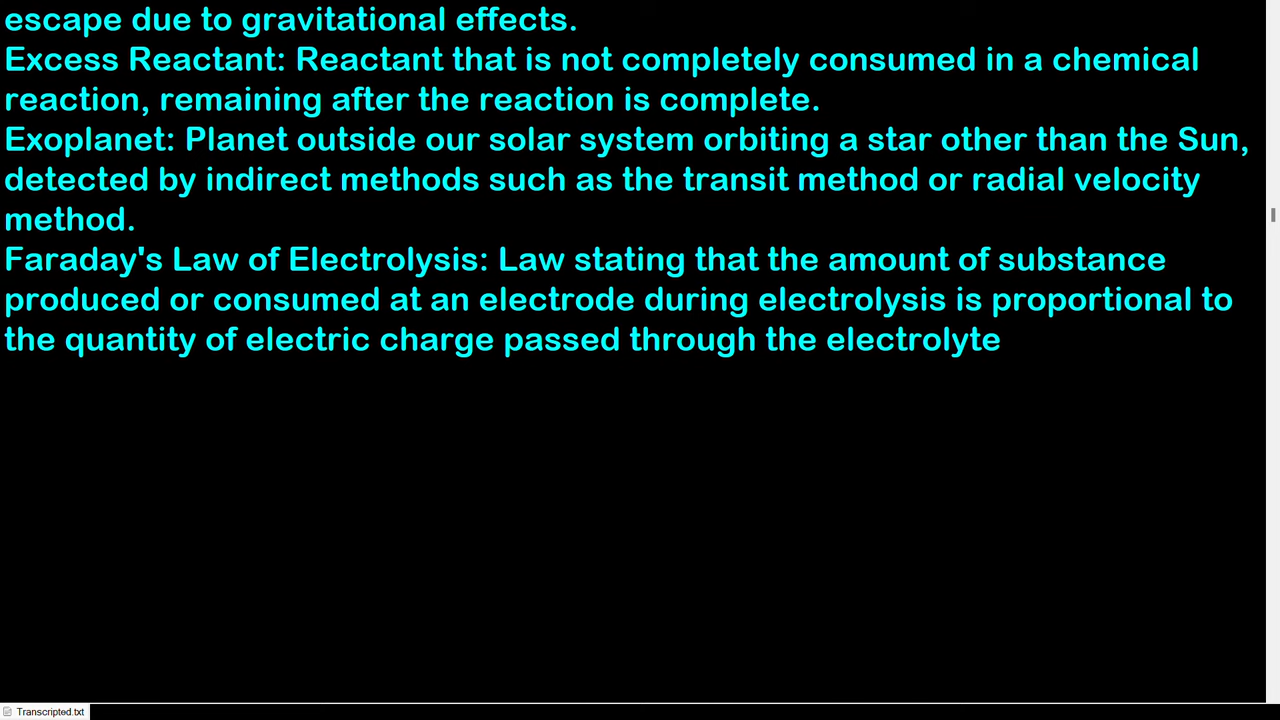 escape due to gravitational effects.
Excess Reactant: Reactant that is not completely consumed in a chemical
reaction, remaining after the reaction is complete.
Exoplanet: Planet outside our solar system orbiting a star other than the Sun,
detected by indirect methods such as the transit method or radial velocity
method.
Faraday's Law of Electrolysis: Law stating that the amount of substance
produced or consumed at an electrode during electrolysis is proportional to
the quantity of electric charge passed through the electrolyte
Transcripted.txt